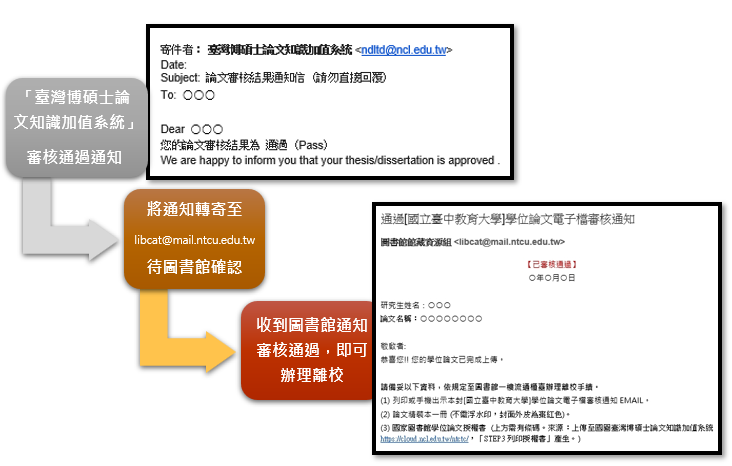 寄件者： 臺灣博碩士論文知識加值系統 <ndltd@ncl.edu.tw>
Date:
Subject: 論文審核結果通知信 (請勿直接回覆)
To: ○○○
Dear ○○○
您的論文審核結果為 通過 (Pass)
We are happy to inform you that your thesis/dissertation is approved .
「臺灣博碩士論
文知識加值系統」
審核通過通知
將通知轉寄至
libcat@mail.ntcu.edu.tw
待圖書館確認
收到圖書館通知
審核通過，即可
辦理離校
通過[國立臺中教育大學]學位論文電子檔審核通知
圖書館館藏資源組 <libcat@mail.ntcu.edu.tw>
【已審核通過】
○年○月○日
研究生姓名：○○○
論文名稱：○○○○○○○○
敬啟者:
恭喜您!! 您的學位論文已完成上傳。
請備妥以下資料，依規定至圖書館一樓流通櫃臺辦理離校手續。
(1) 列印或手機出示本封[國立臺中教育大學]學位論文電子檔審核通知 EMAIL。
(2) 論文精裝本一冊 (不需浮水印，封面外皮為棗紅色)。
(3) 國家圖書館學位論文授權書 (上方需有條碼。來源：上傳至國圖臺灣博碩士論文知識加值系統
https://cloud.ncl.edu.tw/ntctc/，「STEP3 列印授權書」產生。)